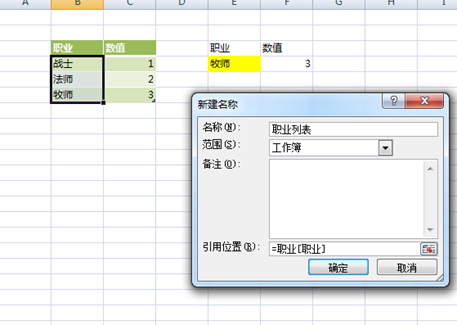 A B C D E F G H I
职业 数值 职业 数值
战士 1 牧师 3
法师 2
牧师 3
新建名称
名称(N): 职业列表
范围(S): 工作簿
备注(O):
引用位置(R): =职业[职业]
确定 取消